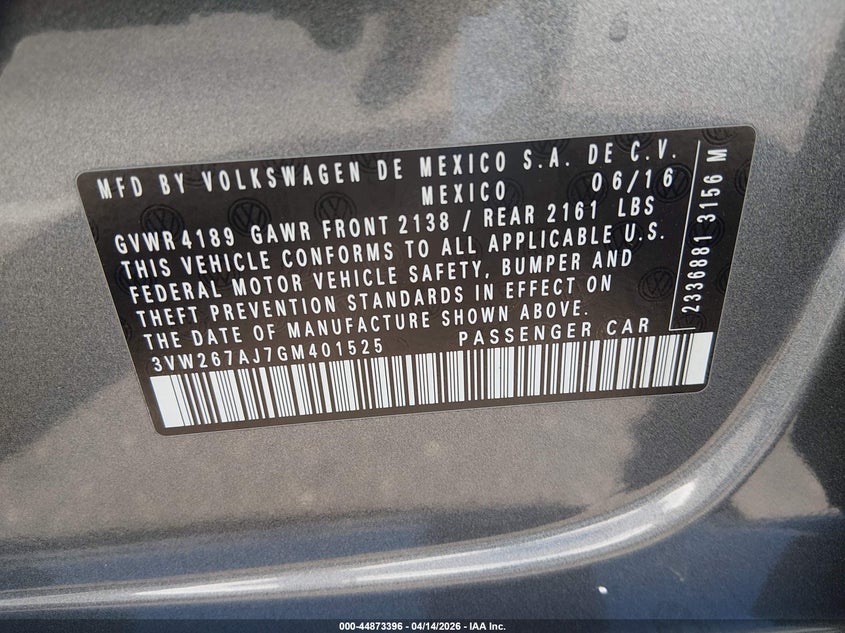 MFD BY VOLKSWAGEN DE MEXICO S.A. DE C.V.
MEXICO 06/16
GVWR 4189 GAWR FRONT 2138 / REAR 2161 LBS
THIS VEHICLE CONFORMS TO ALL APPLICABLE U.S.
FEDERAL MOTOR VEHICLE SAFETY, BUMPER AND
THEFT PREVENTION STANDARDS IN EFFECT ON
THE DATE OF MANUFACTURE SHOWN ABOVE.
3VW267AJ7GM401525 PASSENGER CAR
2336881 3156 M
000-44873396 - 04/14/2026 - IAA Inc.